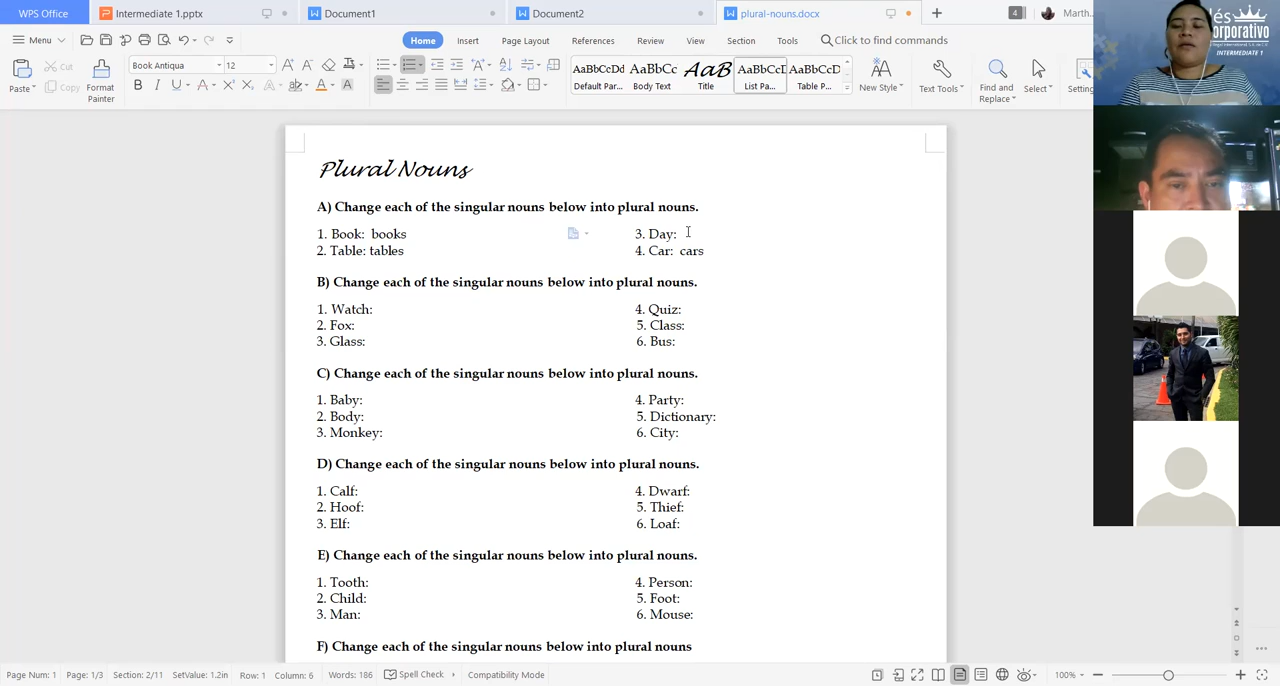 WPS Office Intermediate 1.pptx Document1 Document2 plural-nouns.docx 4 Marth...
Menu Home Insert Page Layout References Review View Section Tools Click to find commands
Paste Cut Copy Format Painter Book Antiqua 12 AaBbCcDd Default Par... AaBbCc Body Text AaB Title AaBbCcL List Pa... AaBbCcD Table P... New Style Text Tools Find and Replace Select Setting
lés
orporativo
INTERMEDIATE 1
Plural Nouns
A) Change each of the singular nouns below into plural nouns.
1. Book: books
2. Table: tables
3. Day:
4. Car: cars
B) Change each of the singular nouns below into plural nouns.
1. Watch:
2. Fox:
3. Glass:
4. Quiz:
5. Class:
6. Bus:
C) Change each of the singular nouns below into plural nouns.
1. Baby:
2. Body:
3. Monkey:
4. Party:
5. Dictionary:
6. City:
D) Change each of the singular nouns below into plural nouns.
1. Calf:
2. Hoof:
3. Elf:
4. Dwarf:
5. Thief:
6. Loaf:
E) Change each of the singular nouns below into plural nouns.
1. Tooth:
2. Child:
3. Man:
4. Person:
5. Foot:
6. Mouse:
F) Change each of the singular nouns below into plural nouns
Page Num: 1 Page: 1/3 Section: 2/11 SetValue: 1.2in Row: 1 Column: 6 Words: 186 Spell Check Compatibility Mode 100%